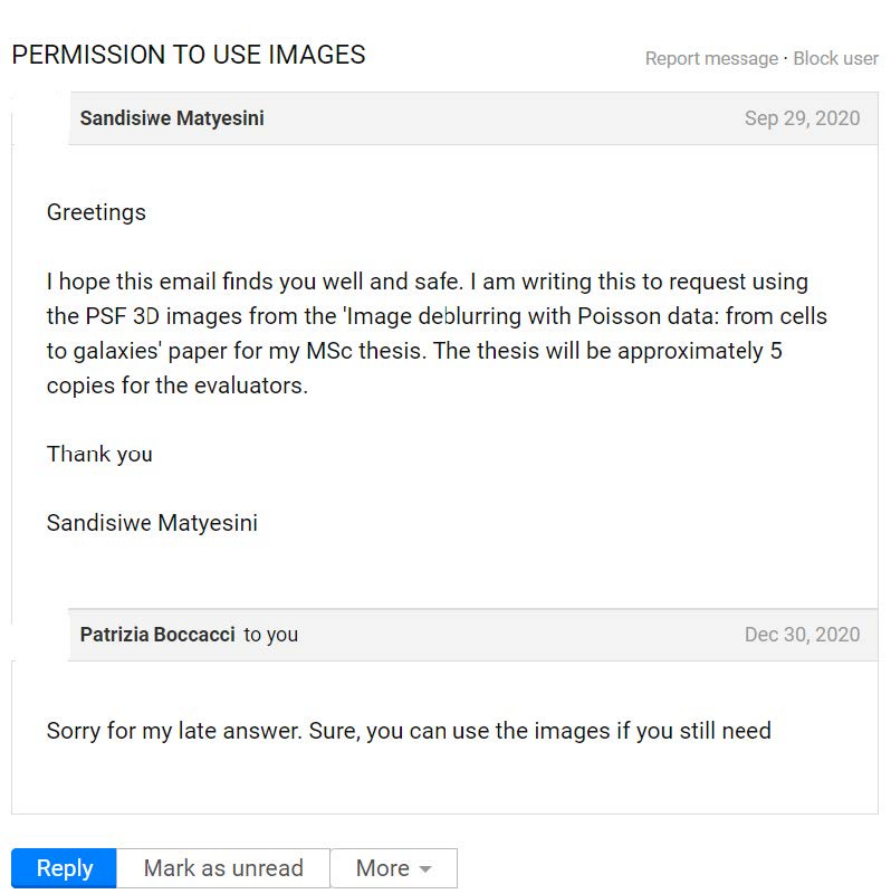 PERMISSION TO USE IMAGES
Report message · Block user
Sandisiwe Matyesini
Sep 29, 2020
Greetings
I hope this email finds you well and safe. I am writing this to request using
the PSF 3D images from the 'Image deblurring with Poisson data: from cells
to galaxies' paper for my MSc thesis. The thesis will be approximately 5
copies for the evaluators.
Thank you
Sandisiwe Matyesini
Patrizia Boccacci to you
Dec 30, 2020
Sorry for my late answer. Sure, you can use the images if you still need
Reply
Mark as unread
More